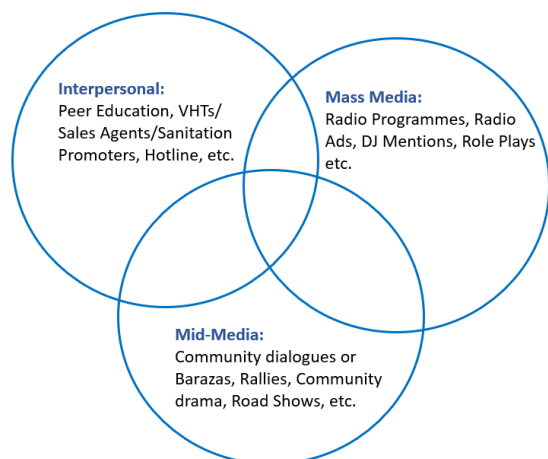 Interpersonal:
Peer Education, VHTs/
Sales Agents/Sanitation
Promoters, Hotline, etc.
Mass Media:
Radio Programmes, Radio
Ads, DJ Mentions, Role Plays
etc.
Mid-Media:
Community dialogues or
Barazas, Rallies, Community
drama, Road Shows, etc.